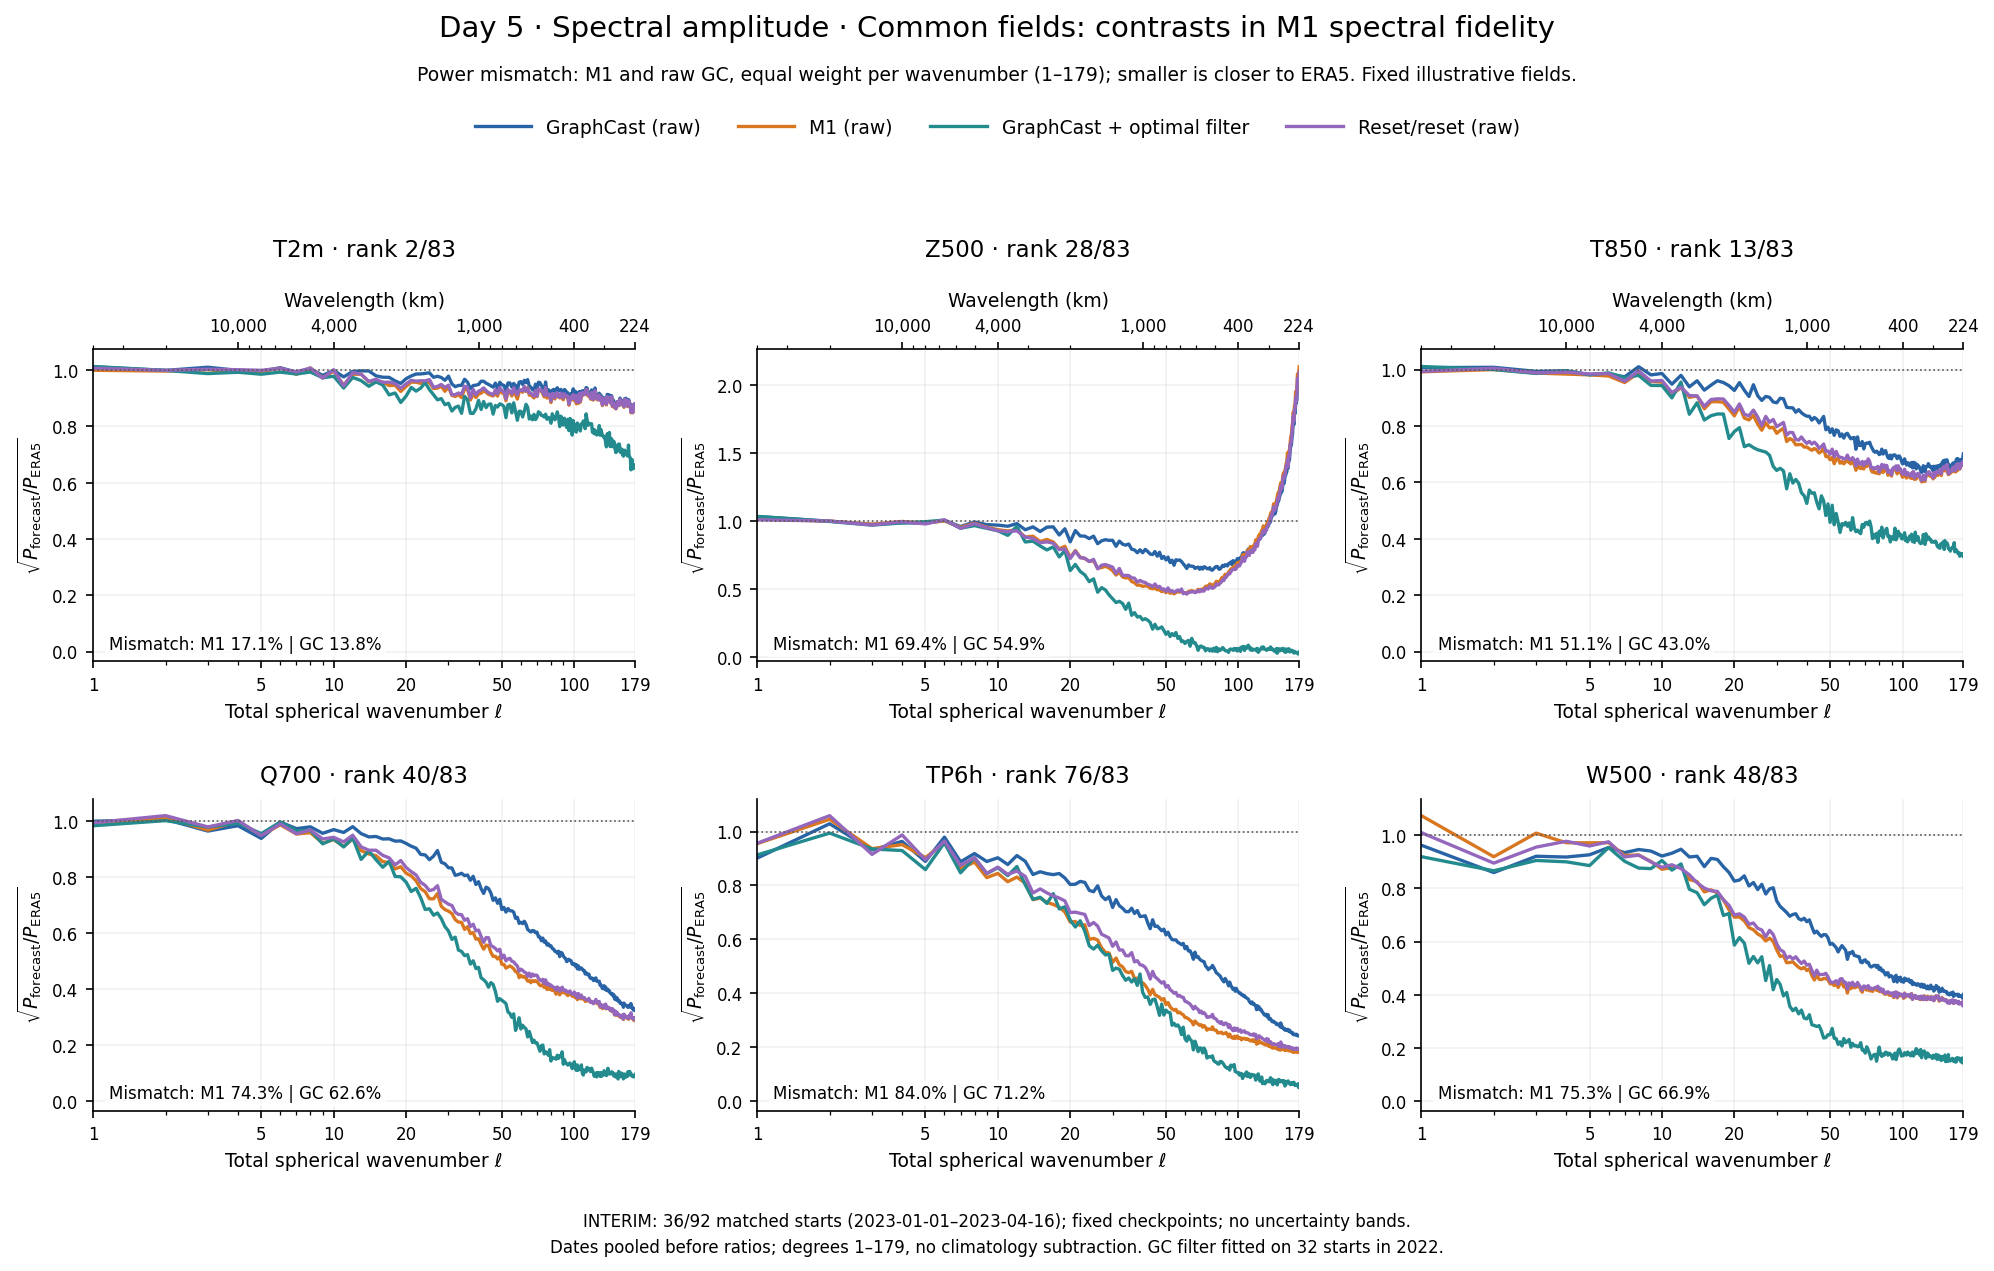 Day 5 · Spectral amplitude · Common fields: contrasts in M1 spectral fidelity
Power mismatch: M1 and raw GC, equal weight per wavenumber (1–179); smaller is closer to ERA5. Fixed illustrative fields.
GraphCast (raw) M1 (raw) GraphCast + optimal filter Reset/reset (raw)
T2m · rank 2/83
Wavelength (km)
10,000 4,000 1,000 400 224
√P_forecast/P_ERA5
1.0
0.8
0.6
0.4
0.2
0.0
Mismatch: M1 17.1% | GC 13.8%
1 5 10 20 50 100 179
Total spherical wavenumber ℓ
Z500 · rank 28/83
Wavelength (km)
10,000 4,000 1,000 400 224
√P_forecast/P_ERA5
2.0
1.5
1.0
0.5
0.0
Mismatch: M1 69.4% | GC 54.9%
1 5 10 20 50 100 179
Total spherical wavenumber ℓ
T850 · rank 13/83
Wavelength (km)
10,000 4,000 1,000 400 224
√P_forecast/P_ERA5
1.0
0.8
0.6
0.4
0.2
0.0
Mismatch: M1 51.1% | GC 43.0%
1 5 10 20 50 100 179
Total spherical wavenumber ℓ
Q700 · rank 40/83
√P_forecast/P_ERA5
1.0
0.8
0.6
0.4
0.2
0.0
Mismatch: M1 74.3% | GC 62.6%
1 5 10 20 50 100 179
Total spherical wavenumber ℓ
TP6h · rank 76/83
√P_forecast/P_ERA5
1.0
0.8
0.6
0.4
0.2
0.0
Mismatch: M1 84.0% | GC 71.2%
1 5 10 20 50 100 179
Total spherical wavenumber ℓ
W500 · rank 48/83
√P_forecast/P_ERA5
1.0
0.8
0.6
0.4
0.2
0.0
Mismatch: M1 75.3% | GC 66.9%
1 5 10 20 50 100 179
Total spherical wavenumber ℓ
INTERIM: 36/92 matched starts (2023-01-01–2023-04-16); fixed checkpoints; no uncertainty bands.
Dates pooled before ratios; degrees 1–179, no climatology subtraction. GC filter fitted on 32 starts in 2022.